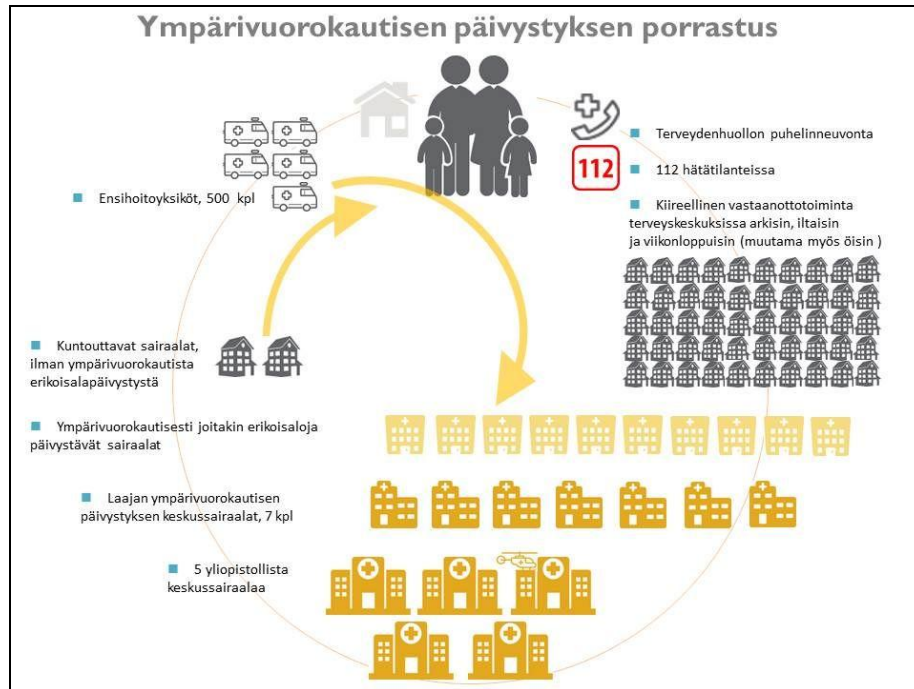 Ympärivuorokautisen päivystyksen porrastus
Terveydenhuollon puhelinneuvonta
112
112 hätätilanteissa
Ensihoitoyksiköt, 500 kpl
Kiireellinen vastaanottotoiminta
terveyskeskuksissa arkisin, iltaisin
ja viikonloppuisin (muutama myös öisin )
Kuntouttavat sairaalat,
ilman ympärivuorokautista
erikoisalapäivystystä
Ympärivuorokautisesti joitakin erikoisaloja
päivystävät sairaalat
Laajan ympärivuorokautisen
päivystyksen keskussairaalat, 7 kpl
5 yliopistollista
keskussairaalaa